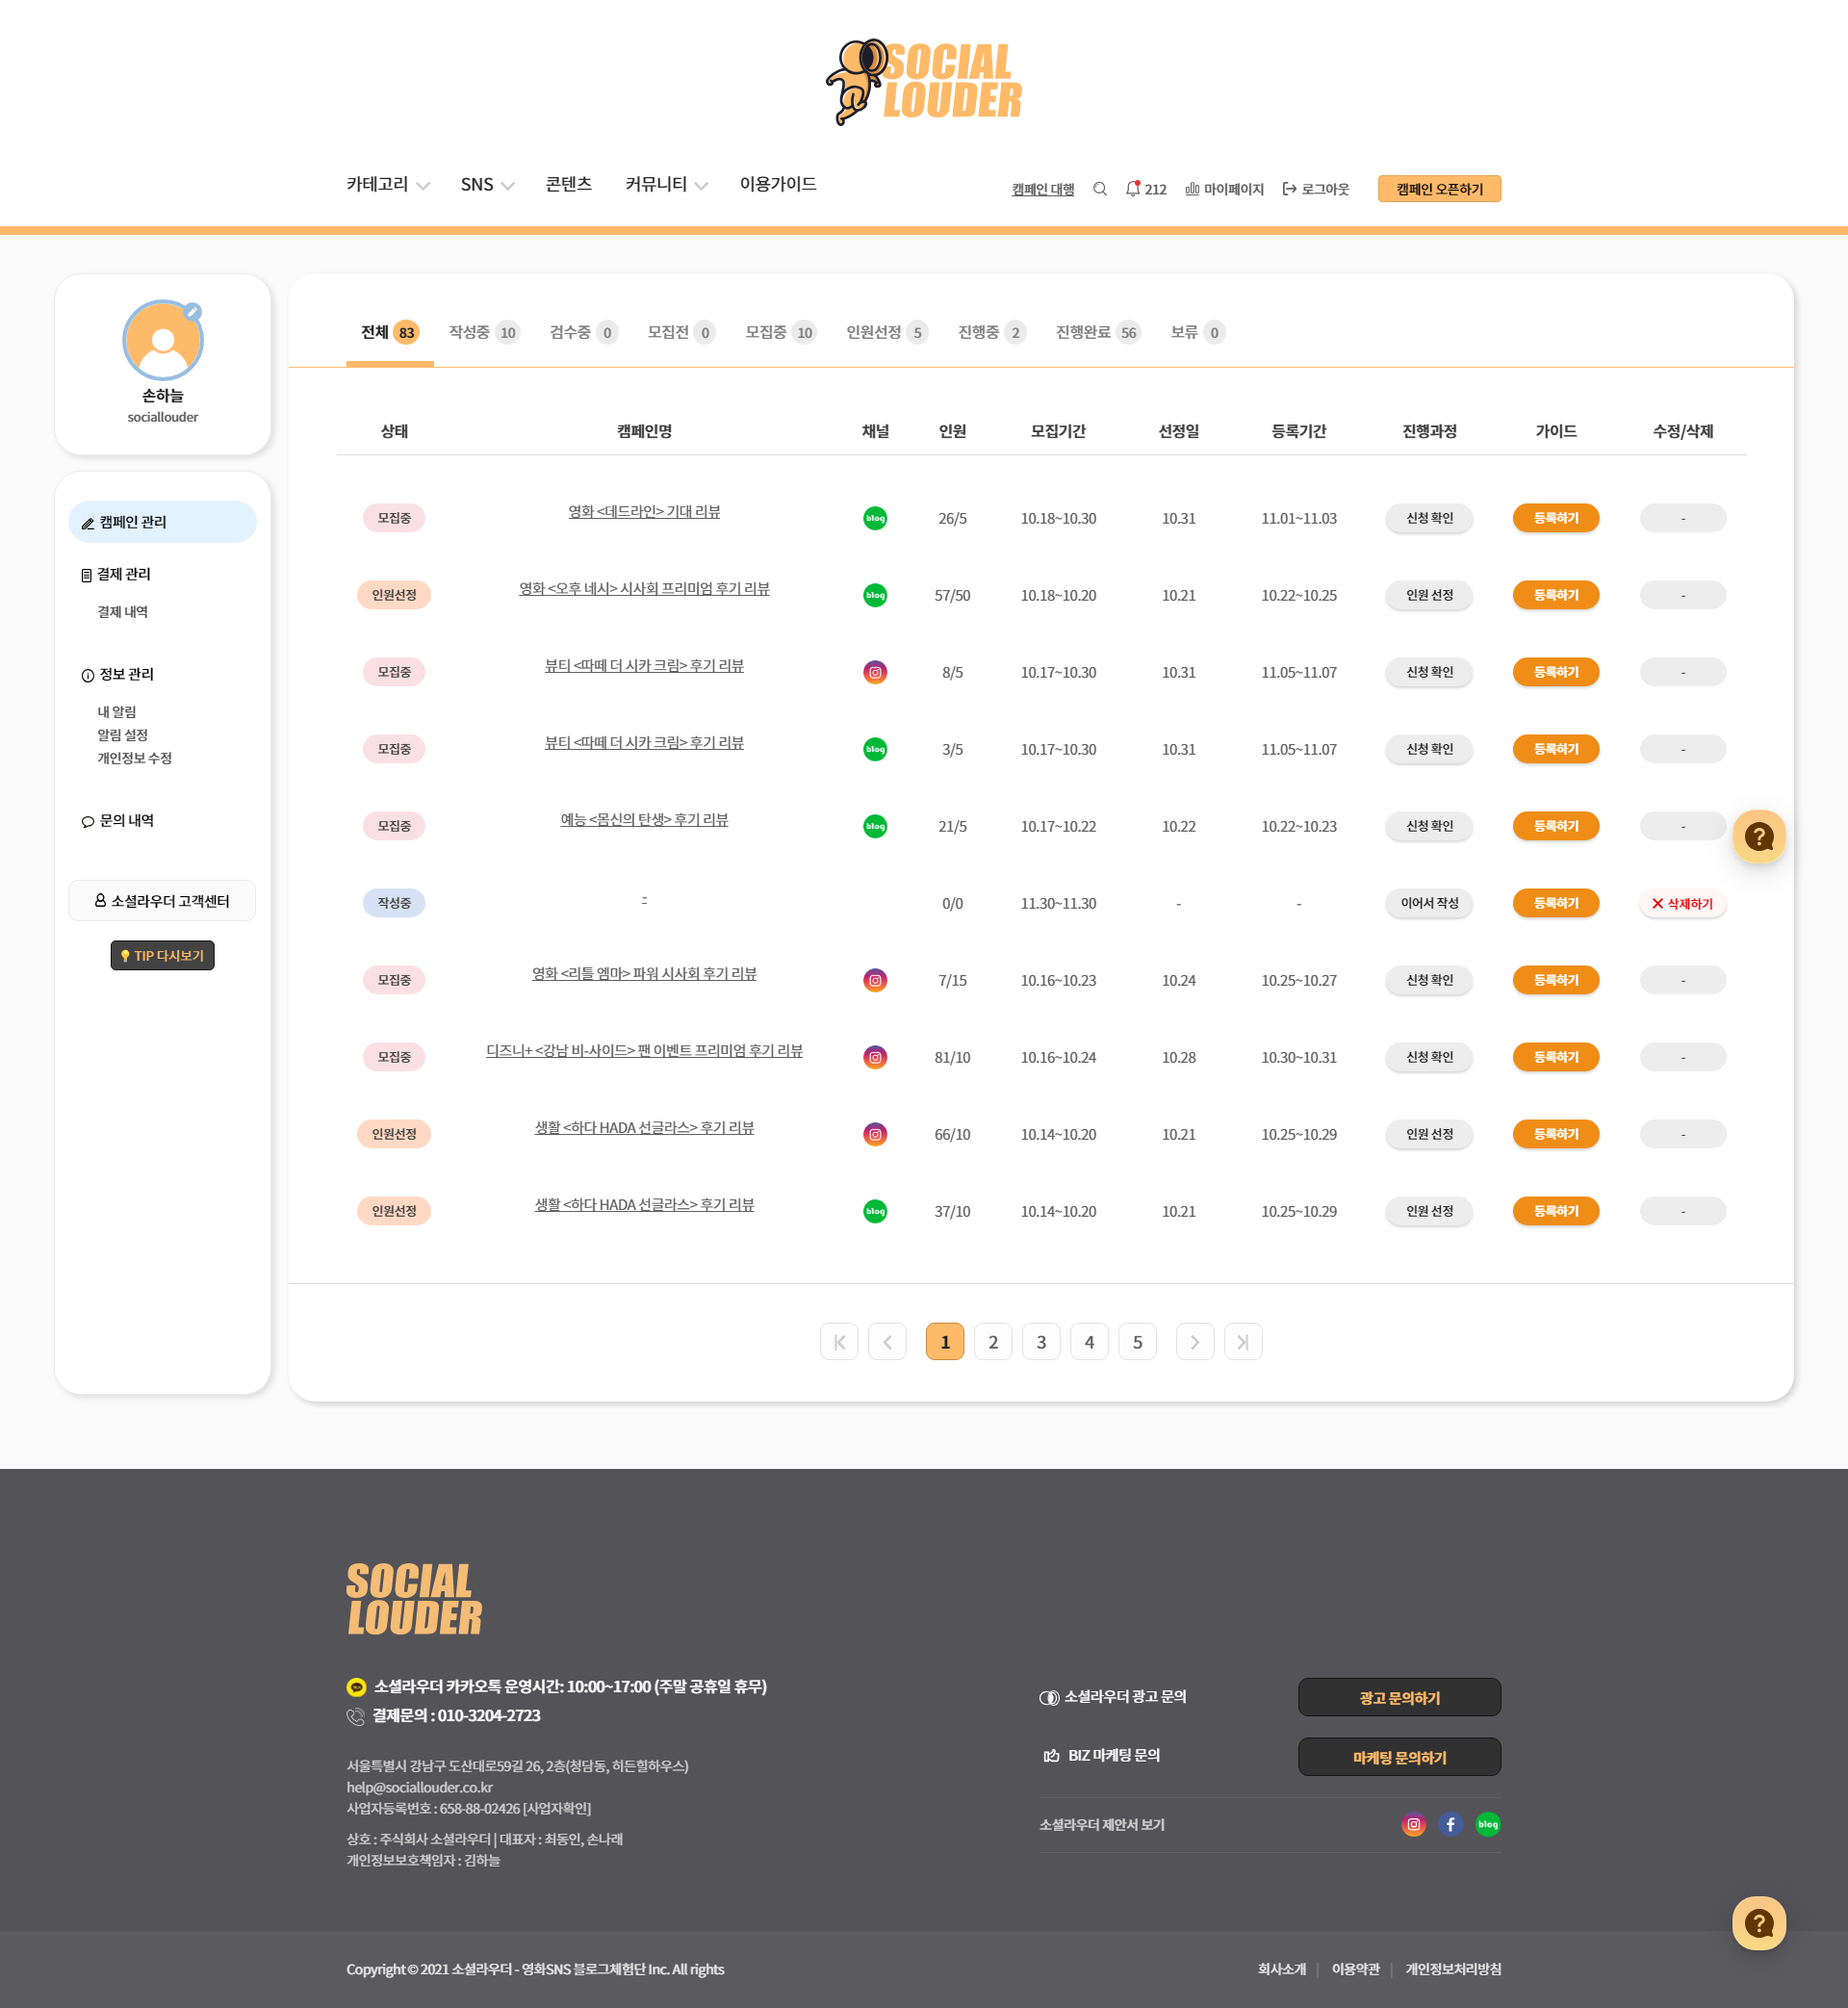 SOCIAL
LOUDER
카테고리 SNS 콘텐츠 커뮤니티 이용가이드 캠페인 대행 212 마이페이지 로그아웃 캠페인 오픈하기
손하늘
sociallouder
캠페인 관리
결제 관리
결제 내역
정보 관리
내 알림
알림 설정
개인정보 수정
문의 내역
소셜라우더 고객센터
TIP 다시보기
전체 83 작성중 10 검수중 0 모집전 0 모집중 10 인원선정 5 진행중 2 진행완료 56 보류 0
상태 캠페인명 채널 인원 모집기간 선정일 등록기간 진행과정 가이드 수정/삭제
모집중 영화 <데드라인> 기대 리뷰 blog 26/5 10.18~10.30 10.31 11.01~11.03 신청 확인 등록하기 -
인원선정 영화 <오후 네시> 시사회 프리미엄 후기 리뷰 blog 57/50 10.18~10.20 10.21 10.22~10.25 인원 선정 등록하기 -
모집중 뷰티 <따떼 더 시카 크림> 후기 리뷰 8/5 10.17~10.30 10.31 11.05~11.07 신청 확인 등록하기 -
모집중 뷰티 <따떼 더 시카 크림> 후기 리뷰 blog 3/5 10.17~10.30 10.31 11.05~11.07 신청 확인 등록하기 -
모집중 예능 <몸신의 탄생> 후기 리뷰 blog 21/5 10.17~10.22 10.22 10.22~10.23 신청 확인 등록하기 -
작성중 - 0/0 11.30~11.30 - - 이어서 작성 등록하기 삭제하기
모집중 영화 <리틀 엠마> 파워 시사회 후기 리뷰 7/15 10.16~10.23 10.24 10.25~10.27 신청 확인 등록하기 -
모집중 디즈니+ <강남 비-사이드> 팬 이벤트 프리미엄 후기 리뷰 81/10 10.16~10.24 10.28 10.30~10.31 신청 확인 등록하기 -
인원선정 생활 <하다 HADA 선글라스> 후기 리뷰 66/10 10.14~10.20 10.21 10.25~10.29 인원 선정 등록하기 -
인원선정 생활 <하다 HADA 선글라스> 후기 리뷰 blog 37/10 10.14~10.20 10.21 10.25~10.29 인원 선정 등록하기 -
1 2 3 4 5
SOCIAL
LOUDER
소셜라우더 카카오톡 운영시간: 10:00~17:00 (주말 공휴일 휴무)
결제문의 : 010-3204-2723
서울특별시 강남구 도산대로59길 26, 2층(청담동, 히든힐하우스)
help@sociallouder.co.kr
사업자등록번호 : 658-88-02426 [사업자확인]
상호 : 주식회사 소셜라우더 | 대표자 : 최동인, 손나래
개인정보보호책임자 : 김하늘
소셜라우더 광고 문의 광고 문의하기
BIZ 마케팅 문의 마케팅 문의하기
소셜라우더 제안서 보기 blog
Copyright © 2021 소셜라우더 - 영화SNS 블로그체험단 Inc. All rights
회사소개 | 이용약관 | 개인정보처리방침